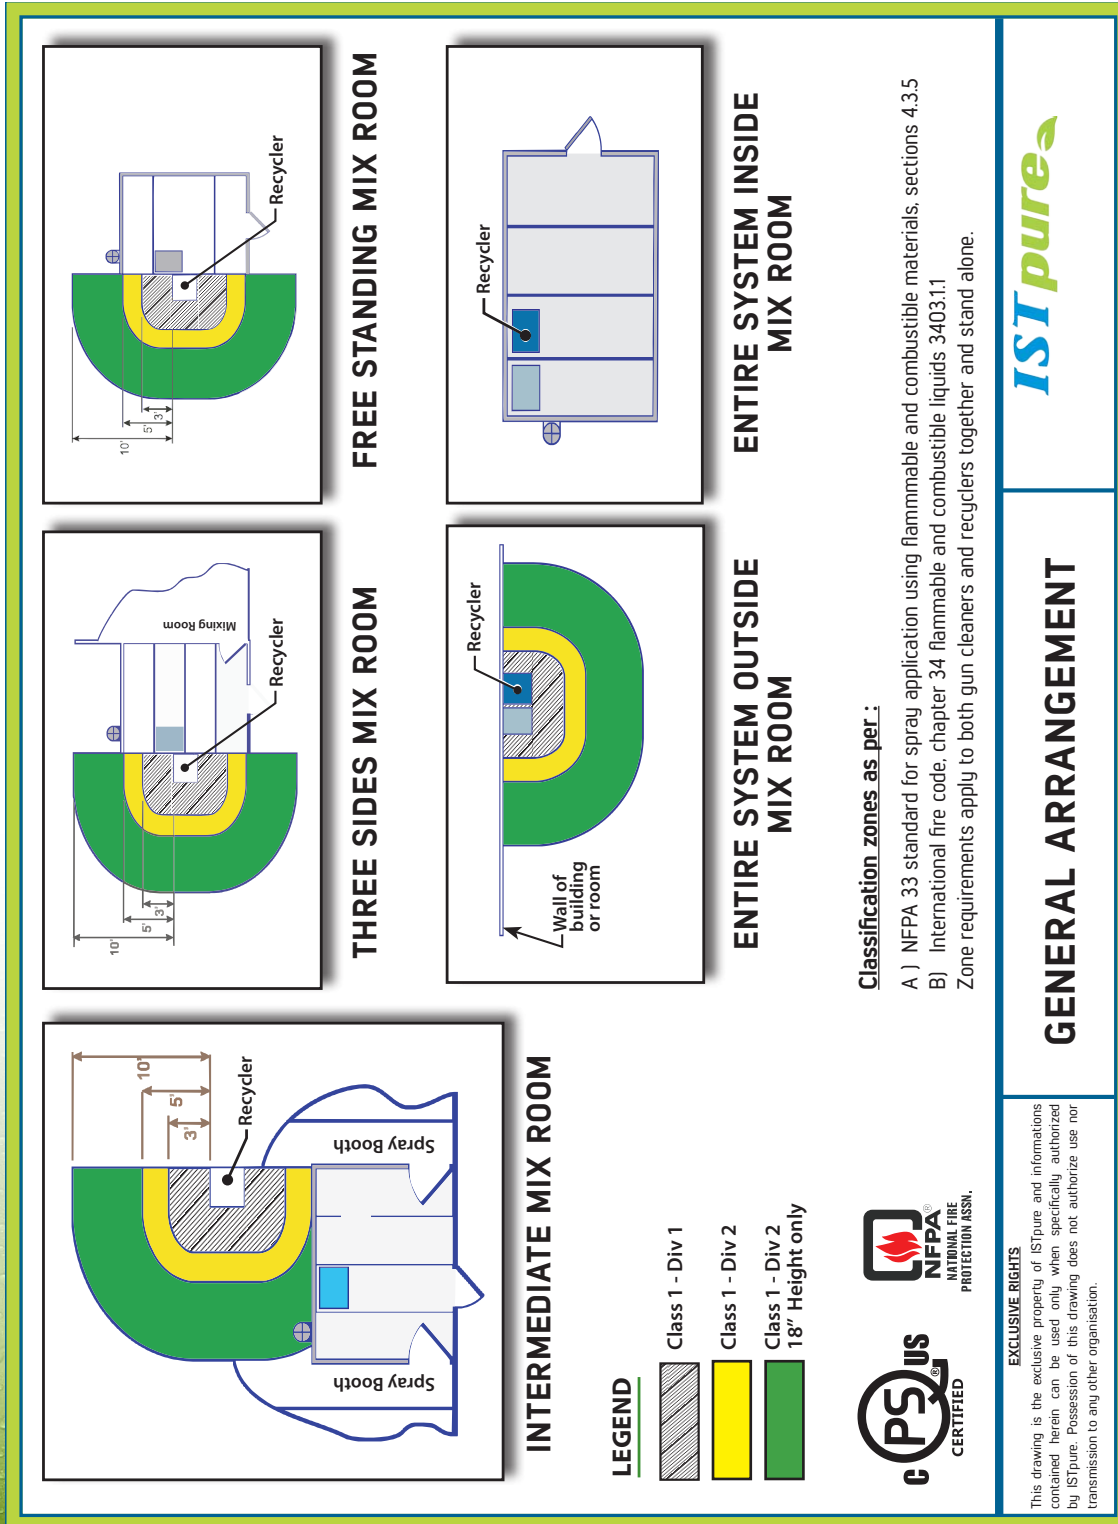 10'
5'
3'
Recycler
Spray Booth
Spray Booth
INTERMEDIATE MIX ROOM
10'
5'
3'
Mixing Room
Recycler
THREE SIDES MIX ROOM
10'
5'
3'
Recycler
FREE STANDING MIX ROOM
Recycler
Wall of
building
or room
ENTIRE SYSTEM OUTSIDE
MIX ROOM
Recycler
ENTIRE SYSTEM INSIDE
MIX ROOM
LEGEND
Class 1 - Div 1
Class 1 - Div 2
Class 1 - Div 2
18" Height only
Classification zones as per :
A ) NFPA 33 standard for spray application using flammmable and combustible materials, sections 4.3.5
B) International fire code, chapter 34 flammable and combustible liquids 3403.1.1
Zone requirements apply to both gun cleaners and recyclers together and stand alone.
C PS US
®
CERTIFIED
NFPA®
NATIONAL FIRE
PROTECTION ASSN.
EXCLUSIVE RIGHTS
This drawing is the exclusive property of ISTpure and informations
contained herein can be used only when specifically authorized
by ISTpure. Possession of this drawing does not authorize use nor
transmission to any other organisation.
GENERAL ARRANGEMENT
IST pure